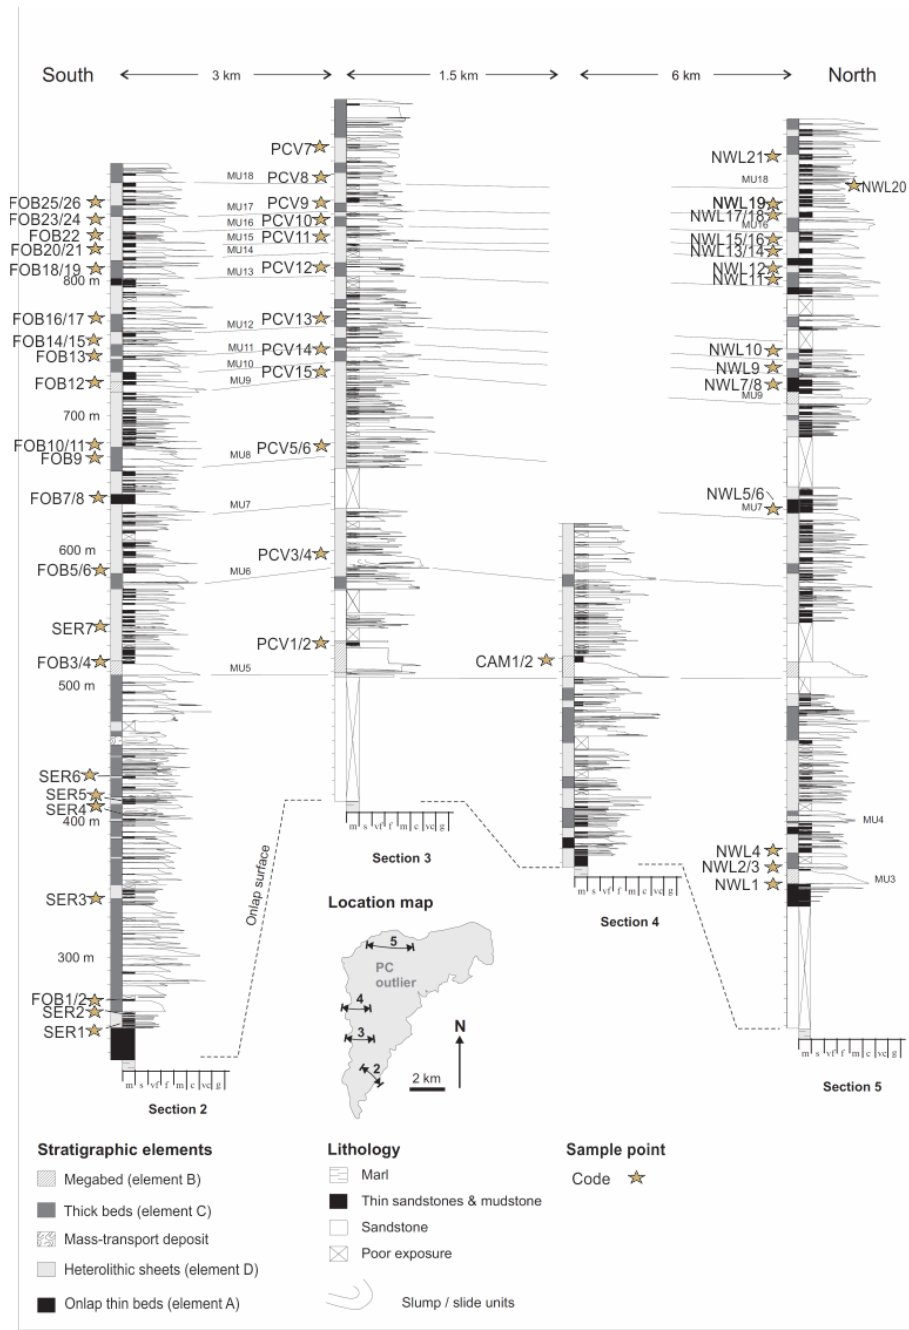 South
3 km
1.5 km
6 km
North
PCV7
NWL21
MU18
PCV8
MU18
NWL20
FOB25/26
MU17
PCV9
NWL19
FOB23/24
MU16
PCV10
NWL17/18
MU16
FOB22
MU15
PCV11
NWL15/16
FOB20/21
MU14
NWL13/14
FOB18/19
MU13
PCV12
NWL12
800 m
NWL11
FOB16/17
MU12
PCV13
FOB14/15
MU11
PCV14
NWL10
FOB13
MU10
PCV15
NWL9
FOB12
MU9
NWL7/8
MU9
700 m
FOB10/11
PCV5/6
FOB9
MU8
FOB7/8
MU7
NWL5/6
MU7
600 m
PCV3/4
FOB5/6
MU6
SER7
PCV1/2
FOB3/4
MU5
CAM1/2
500 m
SER6
SER5
SER4
400 m
MU4
NWL4
NWL2/3
NWL1
MU3
SER3
Onlap surface
300 m
FOB1/2
SER2
SER1
m s vf f m c vc g
Section 3
m s vf f m c vc g
Section 4
m s vf f m c vc g
Section 5
m s vf f m c vc g
Section 2
Location map
5
PC
outlier
4
3
2
N
2 km
Stratigraphic elements
Megabed (element B)
Thick beds (element C)
Mass-transport deposit
Heterolithic sheets (element D)
Onlap thin beds (element A)
Lithology
Marl
Thin sandstones & mudstone
Sandstone
Poor exposure
Slump / slide units
Sample point
Code